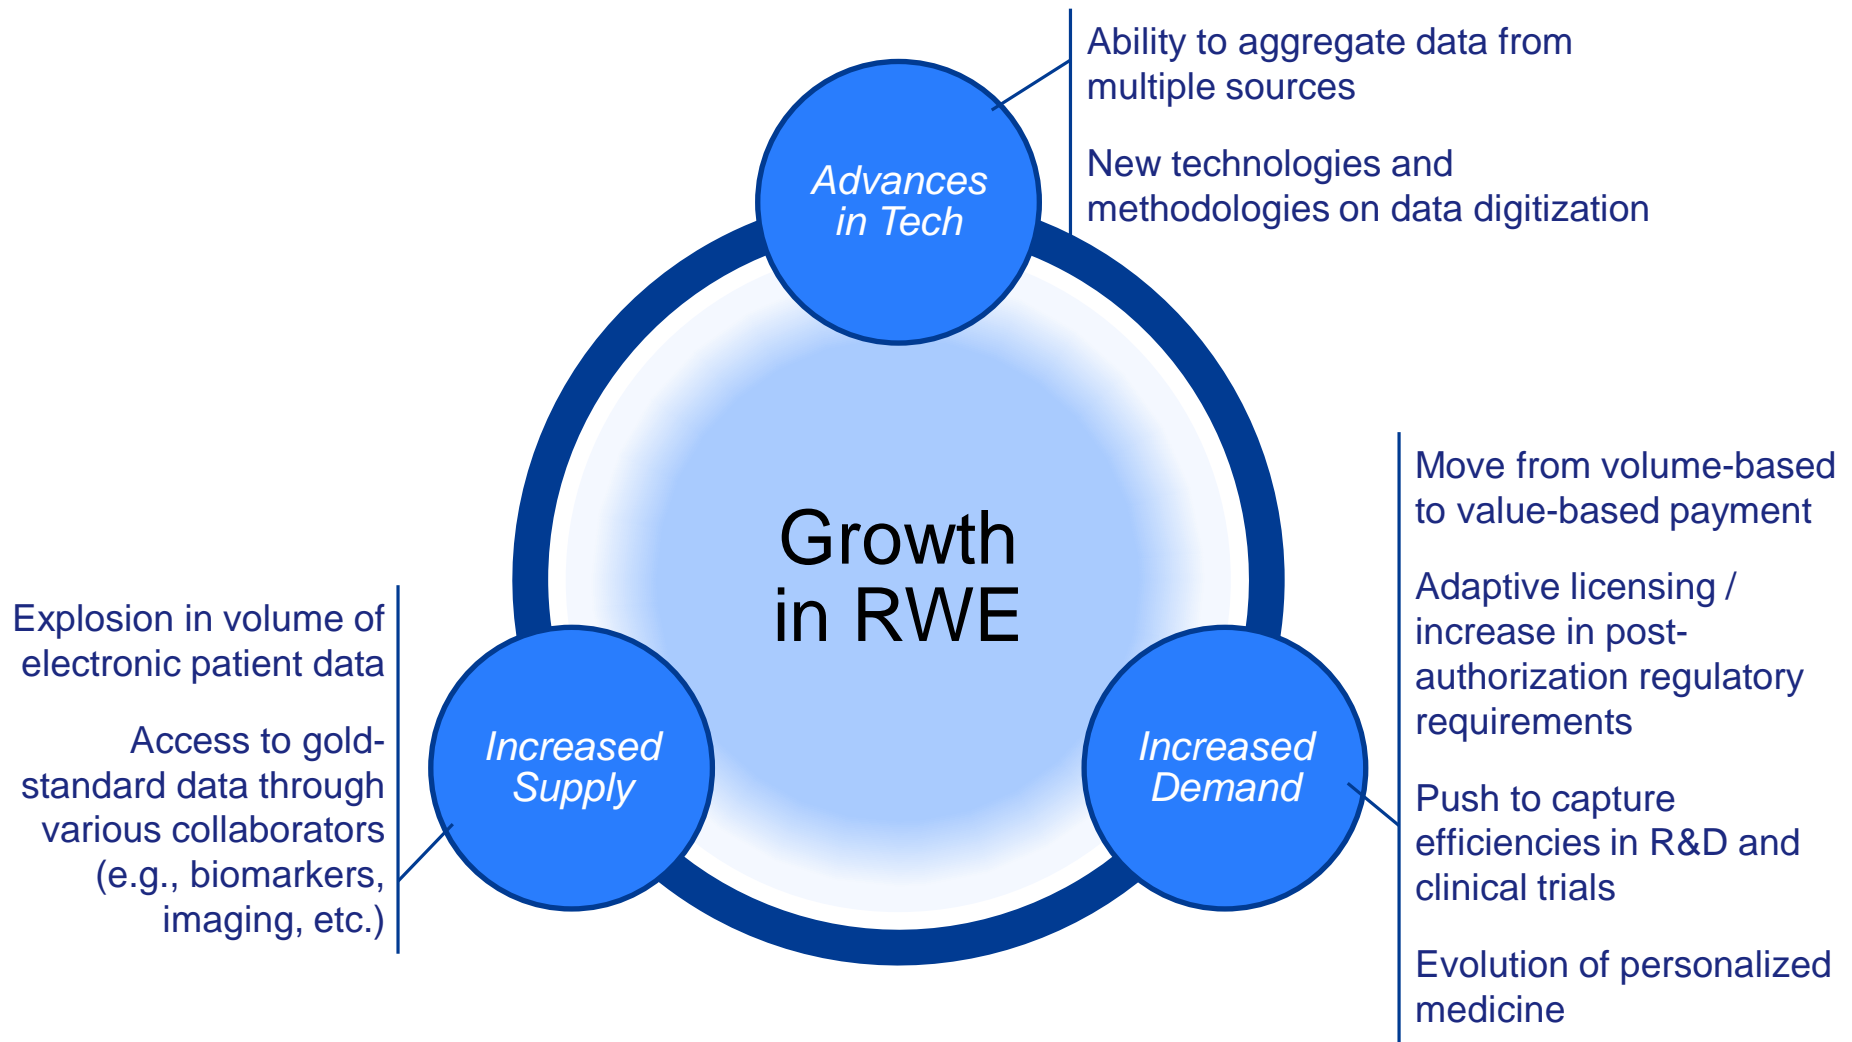 Ability to aggregate data from
multiple sources
New technologies and
methodologies on data digitization
Advances
in Tech
Growth
in RWE
Explosion in volume of
electronic patient data
Access to gold-
standard data through
various collaborators
(e.g., biomarkers,
imaging, etc.)
Increased
Supply
Increased
Demand
Move from volume-based
to value-based payment
Adaptive licensing /
increase in post-
authorization regulatory
requirements
Push to capture
efficiencies in R&D and
clinical trials
Evolution of personalized
medicine